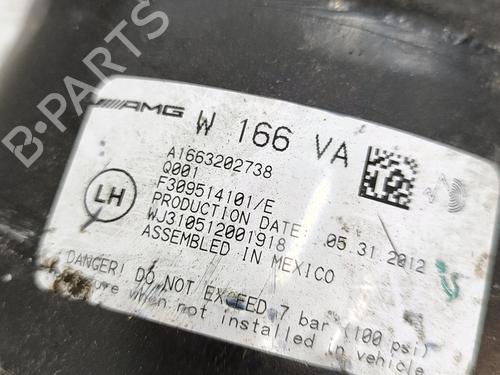 B-PARTS
AMG W 166 VA
A1663202738
Q001
F309514101/E
LH
PRODUCTION DATE: 05.31.2012
WJ310512001918
ASSEMBLED IN MEXICO
DANGER! DO NOT EXCEED 7 bar (100 psi)
pressure when not installed in vehicle